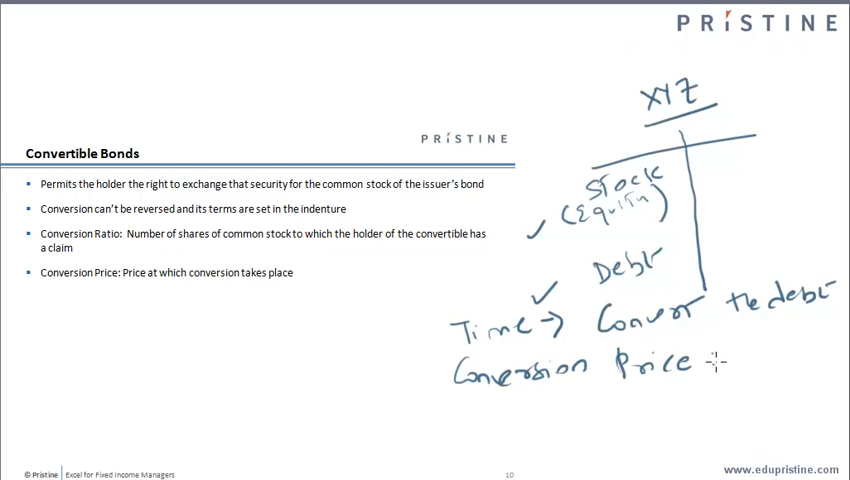 PRiSTINE
PRiSTINE
Convertible Bonds
Permits the holder the right to exchange that security for the common stock of the issuer's bond
Conversion can't be reversed and its terms are set in the indenture
Conversion Ratio: Number of shares of common stock to which the holder of the convertible has
a claim
Conversion Price: Price at which conversion takes place
XYZ
Stock
(Equity)
Debt
Time → Convert the debt
Conversion Price
© Pristine | Excel for Fixed Income Managers
10
www.edupristine.com